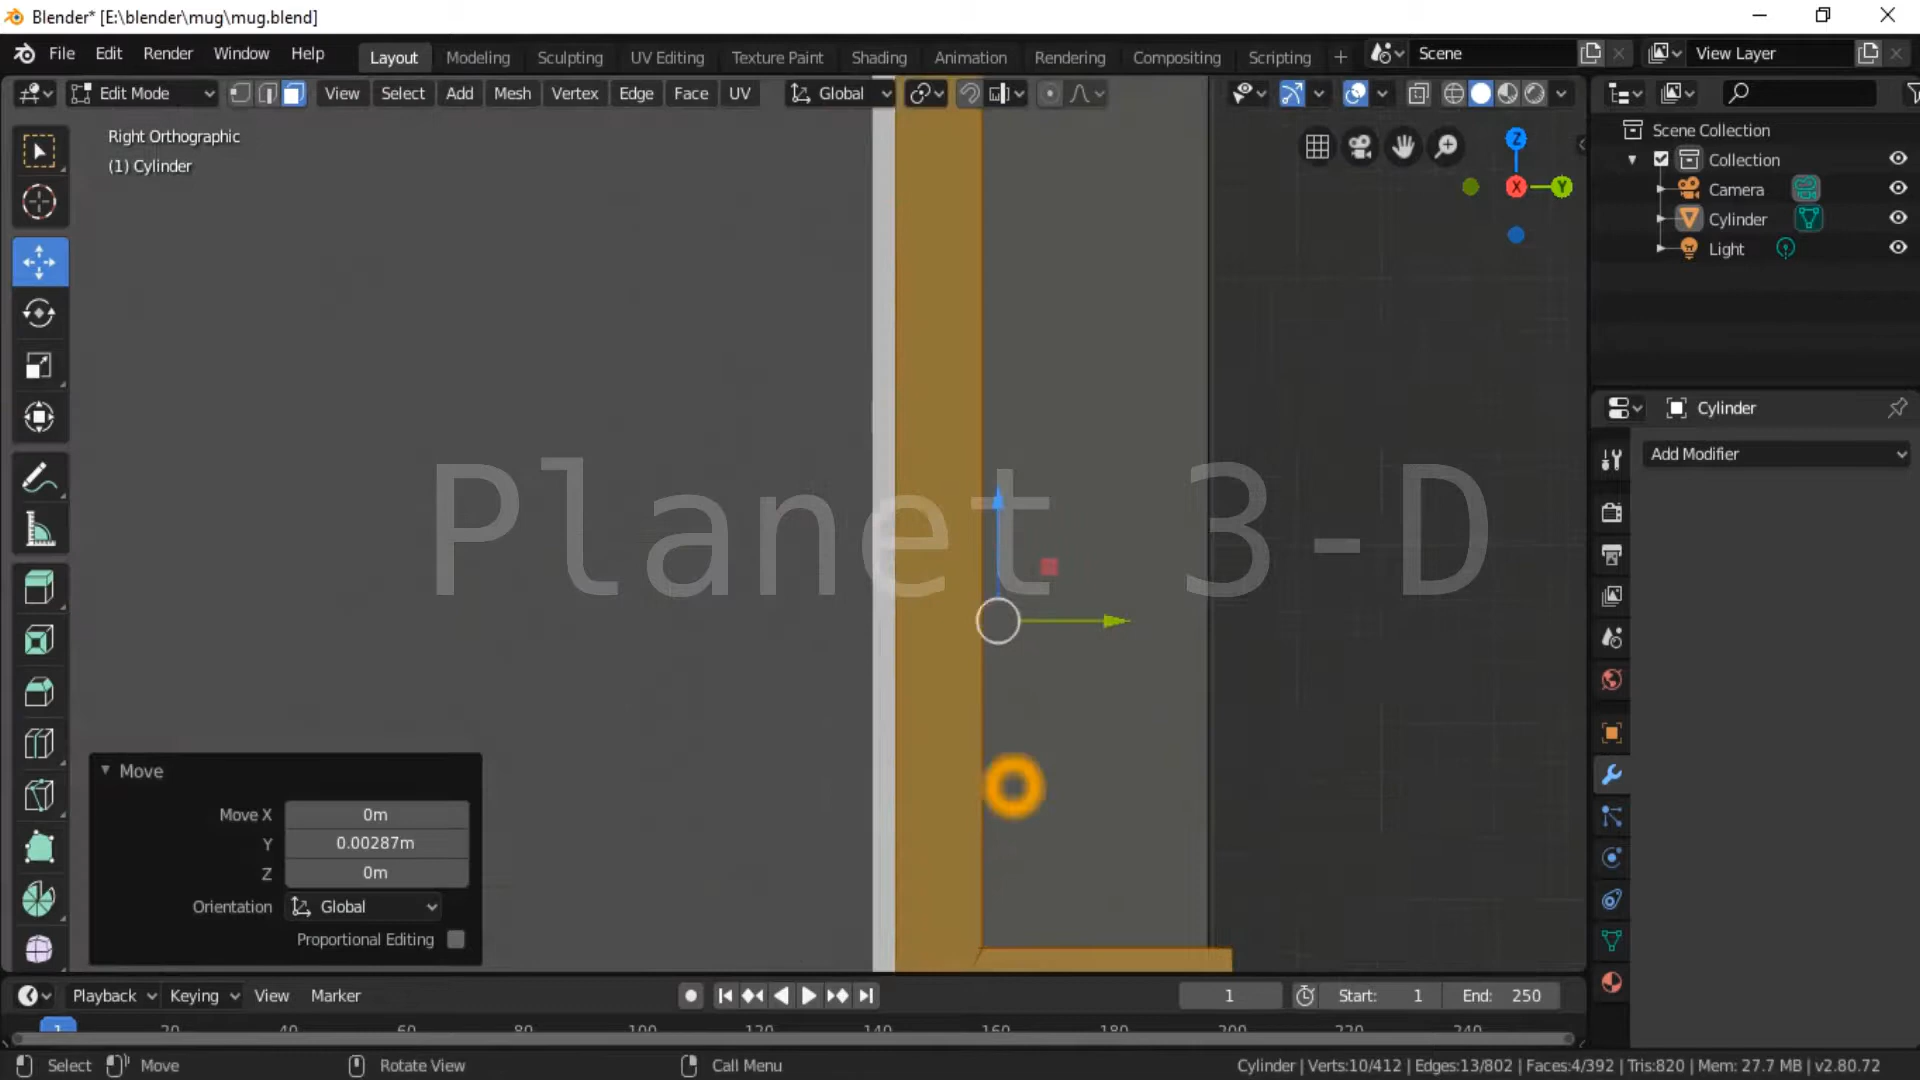 Blender* [E:\blender\mug\mug.blend]
File Edit Render Window Help Layout Modeling Sculpting UV Editing Texture Paint Shading Animation Rendering Compositing Scripting + Scene View Layer
Edit Mode View Select Add Mesh Vertex Edge Face UV Global
Right Orthographic
(1) Cylinder
Z
X
Y
Scene Collection
Collection
Camera
Cylinder
Light
Cylinder
Add Modifier
Planet 3-D
Move
Move X 0m
Y 0.00287m
Z 0m
Orientation Global
Proportional Editing
Playback Keying View Marker 1 Start: 1 End: 250
1 20 40 60 80 100 120 140 160 180 200 220 240
Select Move Rotate View Call Menu Cylinder | Verts:10/412 | Edges:13/802 | Faces:4/392 | Tris:820 | Mem: 27.7 MB | v2.80.72